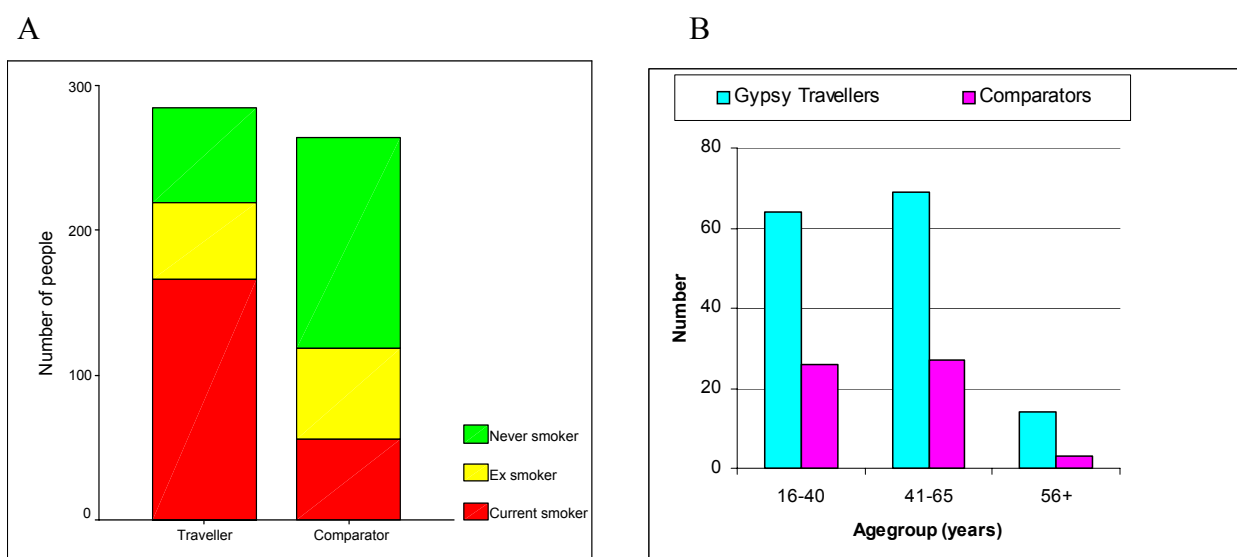 A
300
200
100
0
Number of people
Traveller
Comparator
Never smoker
Ex smoker
Current smoker
B
Gypsy Travellers
Comparators
80
60
40
20
0
Number
16-40
41-65
56+
Agegroup (years)